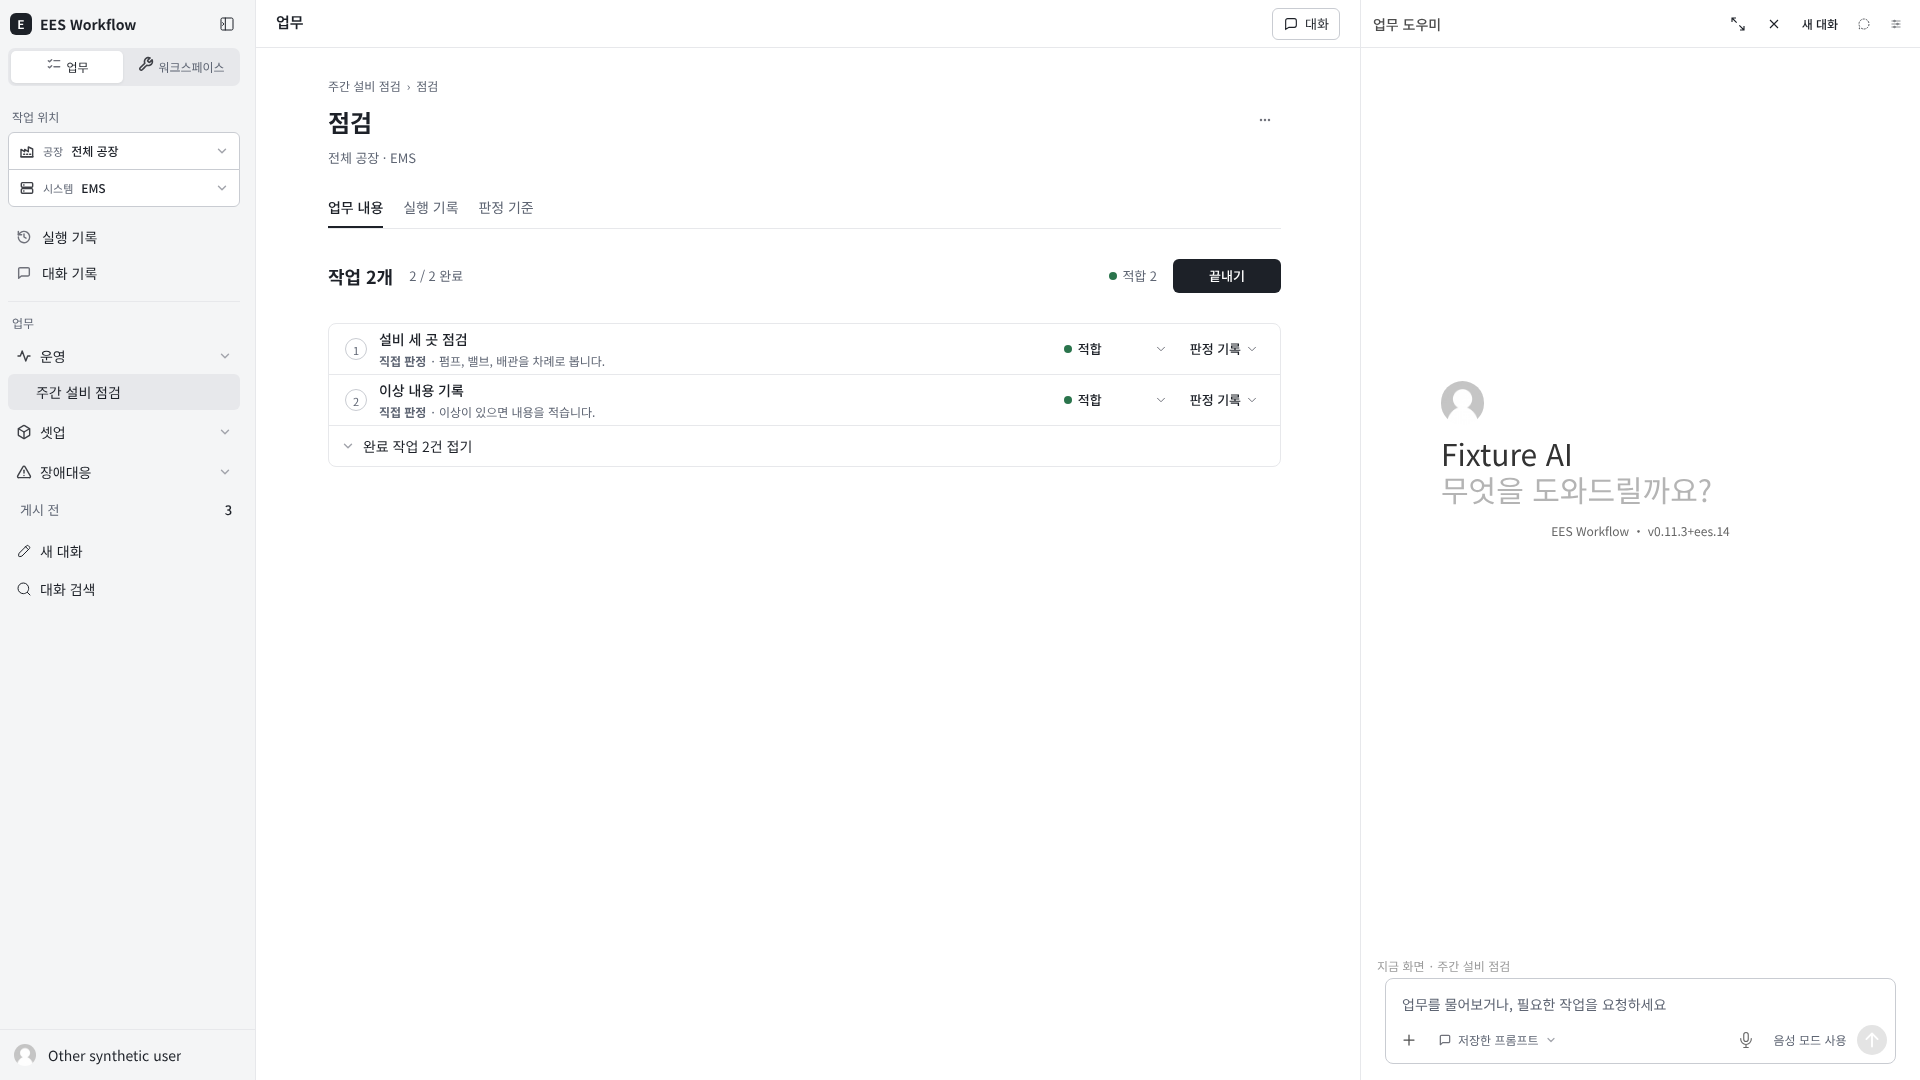 E EES Workflow
업무 워크스페이스
작업 위치
공장 전체 공장
시스템 EMS
실행 기록
대화 기록
업무
운영
주간 설비 점검
셋업
장애대응
게시 전 3
새 대화
대화 검색
Other synthetic user
업무 대화
주간 설비 점검 › 점검
점검 ···
전체 공장 · EMS
업무 내용 실행 기록 판정 기준
작업 2개 2 / 2 완료 적합 2 끝내기
1 설비 세 곳 점검 적합 판정 기록
직접 판정 · 펌프, 밸브, 배관을 차례로 봅니다.
2 이상 내용 기록 적합 판정 기록
직접 판정 · 이상이 있으면 내용을 적습니다.
완료 작업 2건 접기
업무 도우미 새 대화
Fixture AI
무엇을 도와드릴까요?
EES Workflow • v0.11.3+ees.14
지금 화면 · 주간 설비 점검
업무를 물어보거나, 필요한 작업을 요청하세요
저장한 프롬프트 음성 모드 사용